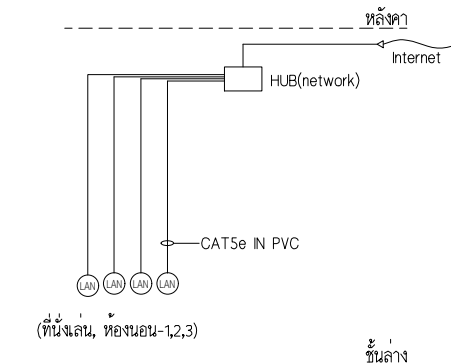 หลังคา
Internet
HUB(network)
CAT5e IN PVC
LAN LAN LAN LAN
(ที่นั่งเล่น, ห้องนอน-1,2,3)
ชั้นล่าง